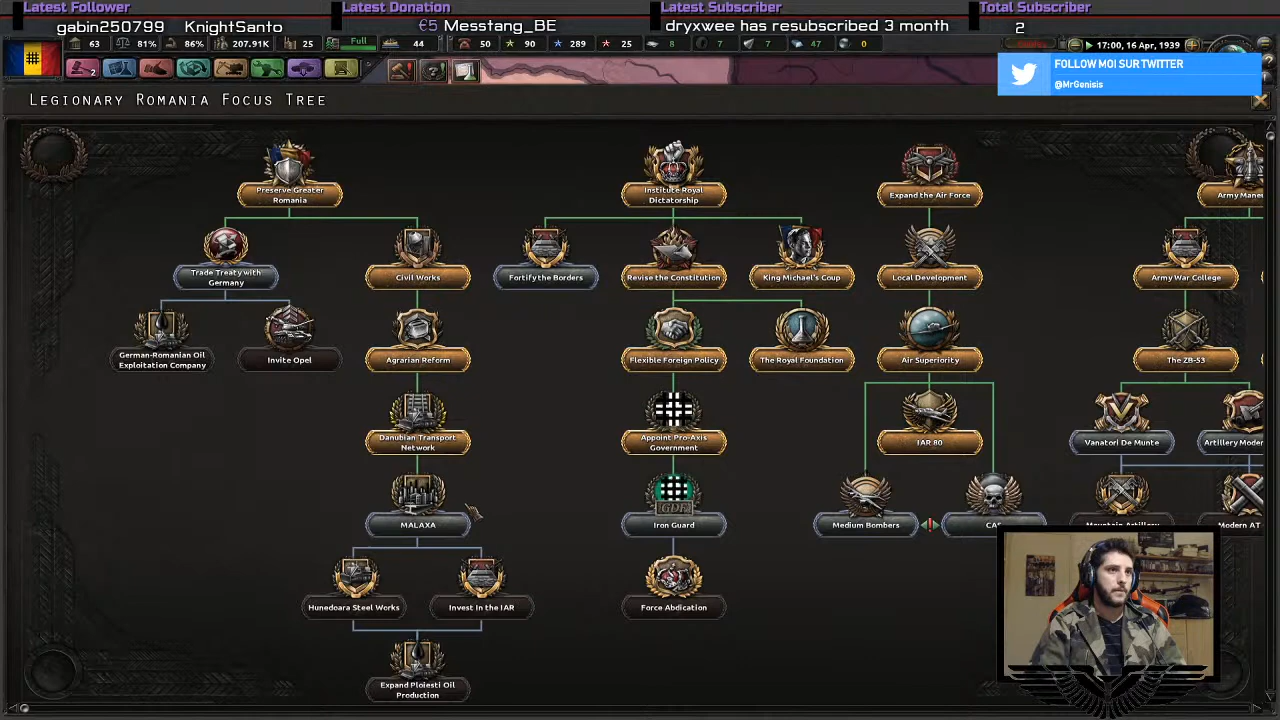 Latest Follower
Latest Donation
Latest Subscriber
Total Subscriber
gabin250799 KnightSanto
€5 Messtang_BE
dryxwee has resubscribed 3 month
2
63 81% 86% 207.91K 25 Full 44 50 90 289 25 8 7 7 47 0
17:00, 16 Apr, 1939
2
FOLLOW MOI SUR TWITTER
@MrGenisis
LEGIONARY ROMANIA FOCUS TREE
Preserve Greater
Romania
Institute Royal
Dictatorship
Expand the Air Force
Army Maneu
Trade Treaty with
Germany
Civil Works
Fortify the Borders
Revise the Constitution
King Michael's Coup
Local Development
Army War College
German-Romanian Oil
Exploitation Company
Invite Opel
Agrarian Reform
Flexible Foreign Policy
The Royal Foundation
Air Superiority
The ZB-53
Danubian Transport
Network
Appoint Pro-Axis
Government
IAR 80
Vanatori De Munte
Artillery Moder
MALAXA
GDF
Iron Guard
Medium Bombers
CAS
Mountain Artillery
Modern AT
Hunedoara Steel Works
Invest In the IAR
Force Abdication
Expand Ploiesti Oil
Production